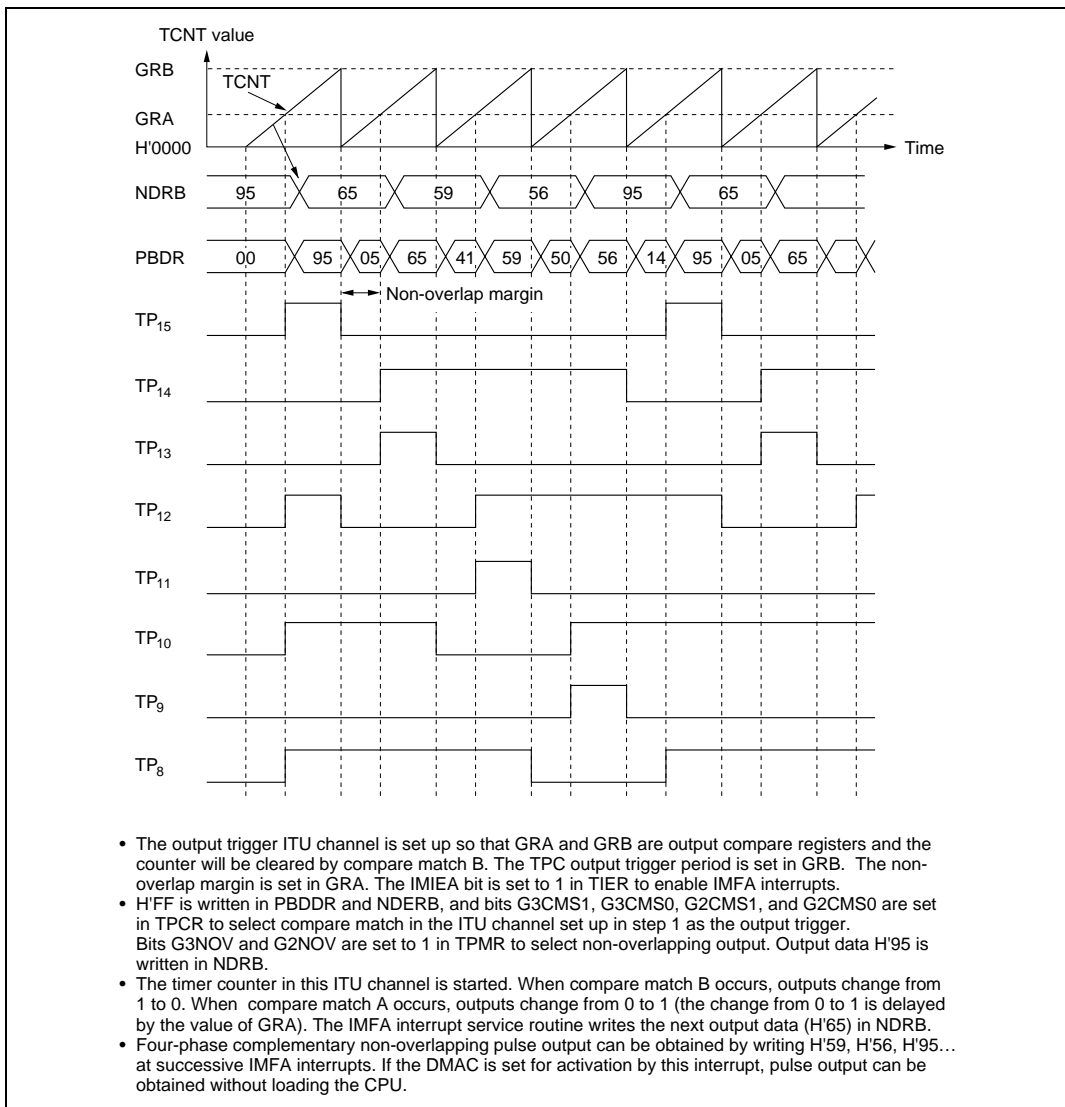 TCNT value
GRB
TCNT
GRA
H'0000
Time
NDRB 95 65 59 56 95 65
PBDR 00 95 05 65 41 59 50 56 14 95 05 65
Non-overlap margin
TP15
TP14
TP13
TP12
TP11
TP10
TP9
TP8
• The output trigger ITU channel is set up so that GRA and GRB are output compare registers and the
counter will be cleared by compare match B. The TPC output trigger period is set in GRB. The non-
overlap margin is set in GRA. The IMIEA bit is set to 1 in TIER to enable IMFA interrupts.
• H'FF is written in PBDDR and NDERB, and bits G3CMS1, G3CMS0, G2CMS1, and G2CMS0 are set
in TPCR to select compare match in the ITU channel set up in step 1 as the output trigger.
Bits G3NOV and G2NOV are set to 1 in TPMR to select non-overlapping output. Output data H'95 is
written in NDRB.
• The timer counter in this ITU channel is started. When compare match B occurs, outputs change from
1 to 0. When compare match A occurs, outputs change from 0 to 1 (the change from 0 to 1 is delayed
by the value of GRA). The IMFA interrupt service routine writes the next output data (H'65) in NDRB.
• Four-phase complementary non-overlapping pulse output can be obtained by writing H'59, H'56, H'95…
at successive IMFA interrupts. If the DMAC is set for activation by this interrupt, pulse output can be
obtained without loading the CPU.